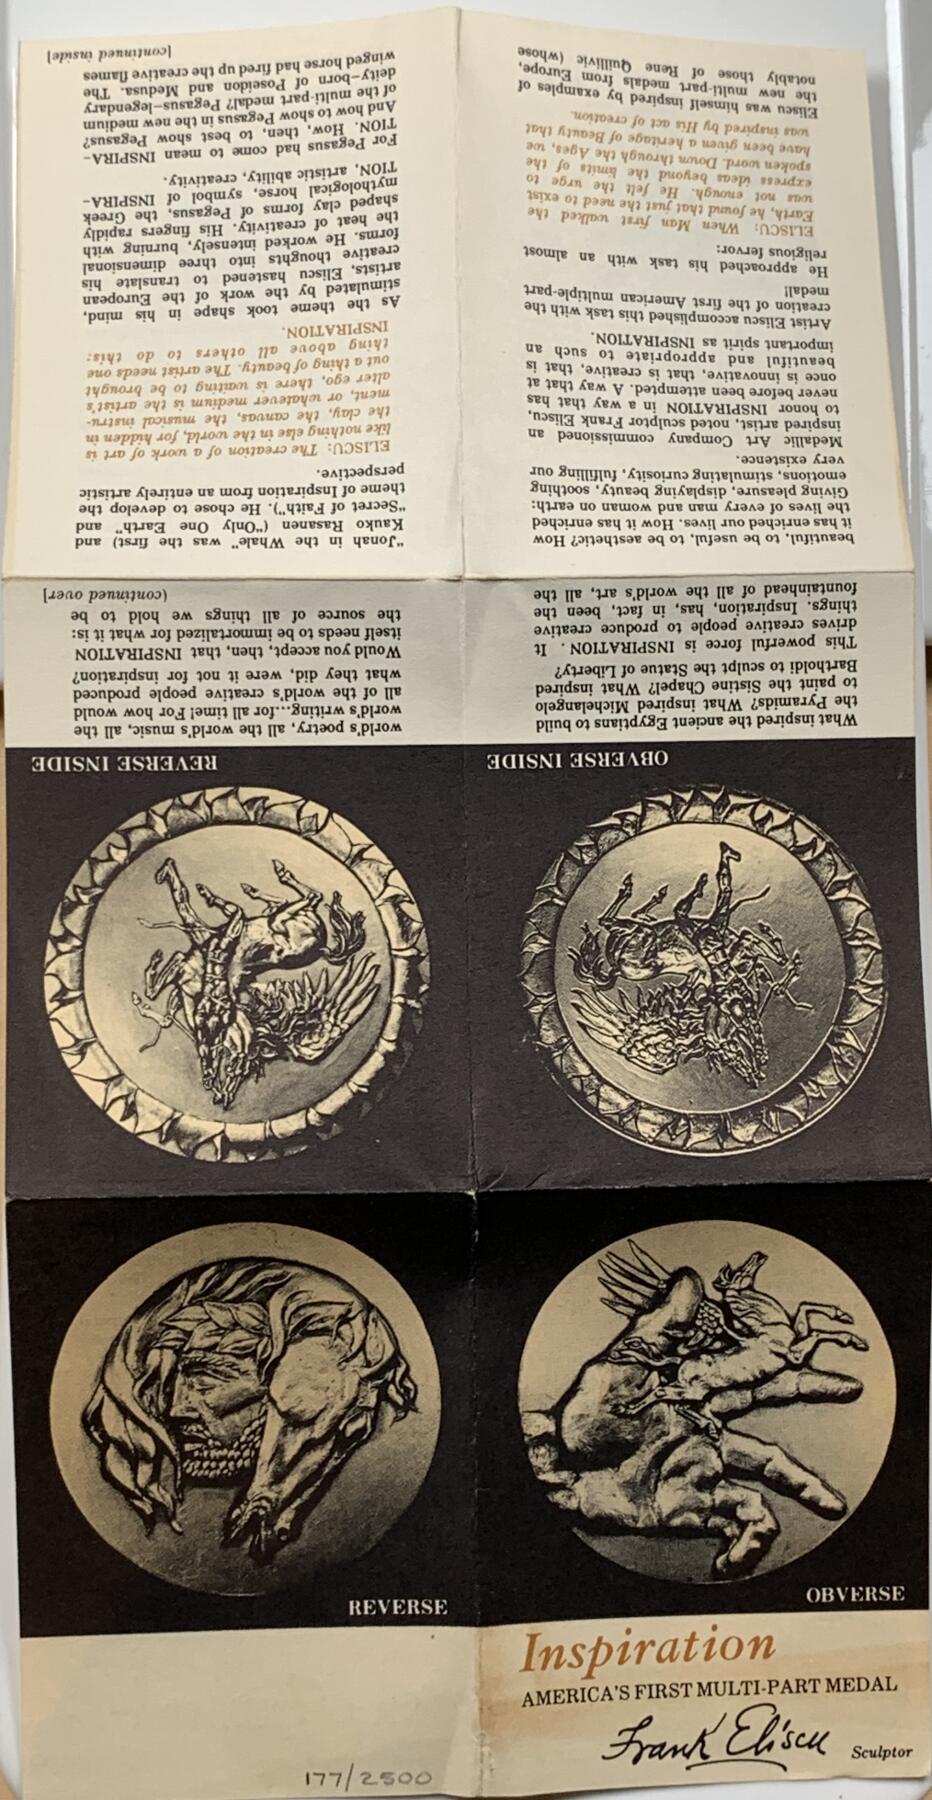 Inspiration
AMERICA'S FIRST MULTI-PART MEDAL
Frank Eliscu
Sculptor
OBVERSE
REVERSE
177/2500
OBVERSE INSIDE
REVERSE INSIDE
What inspired the ancient Egyptians to build
the Pyramids? What inspired Michelangelo
to paint the Sistine Chapel? What inspired
Bartholdi to sculpt the Statue of Liberty?
This powerful force is INSPIRATION. It
drives creative people to produce creative
things. Inspiration, has, in fact, been the
fountainhead of all the world's art, all the
world's poetry, all the world's music, all the
world's writing...for all time! For how would
all of the world's creative people produced
what they did, were it not for inspiration?
Would you accept, then, that INSPIRATION
itself needs to be immortalized for what it is:
the source of all things we hold to be
(continued over]
beautiful, to be useful, to be aesthetic? How
it has enriched our lives. How it has enriched
the lives of every man and woman on earth:
Giving pleasure, displaying beauty, soothing
emotions, stimulating curiosity, fulfilling our
very existence.
Medallic Art Company commissioned an
inspired artist, noted sculptor Frank Eliscu,
to honor INSPIRATION in a way that has
never before been attempted. A way that at
once is innovative, that is creative, that is
beautiful and appropriate to such an
important spirit as INSPIRATION.
Artist Eliscu accomplished this task with the
creation of the first American multiple-part
medal!
He approached his task with an almost
religious fervor:
ELISCU: When Man first walked the
Earth, he found that just the need to exist
was not enough. He felt the urge to
express ideas beyond the limits of the
spoken word. Down through the Ages, we
have been given a heritage of Beauty that
was inspired by His act of creation.
Eliscu was himself inspired by examples of
the new multi-part medals from Europe,
notably those of Rene Quillivic (whose
"Jonah in the Whale" was the first) and
Kauko Rasanen ("Only One Earth" and
"Secret of Faith"). He chose to develop the
theme of Inspiration from an entirely artistic
perspective.
ELISCU: The creation of a work of art is
like nothing else in the world, for hidden in
the clay, the canvas, the musical instru-
ment, or whatever medium is the artist's
alter ego, there is waiting to be brought
out a thing of beauty. The artist needs one
thing above all others to do this:
INSPIRATION.
As the theme took shape in his mind,
stimulated by the work of the European
artists, Eliscu hastened to translate his
creative thoughts into three dimensional
forms. He worked intensely, burning with
the heat of creativity. His fingers rapidly
shaped clay forms of Pegasus, the Greek
mythological horse, symbol of INSPIRA-
TION, artistic ability, creativity.
For Pegasus had come to mean INSPIRA-
TION. How, then, to best show Pegasus?
And how to show Pegasus in the new medium
of the multi-part medal? Pegasus—legendary
deity—born of Poseidon and Medusa. The
winged horse had fired up the creative flames
[continued inside]